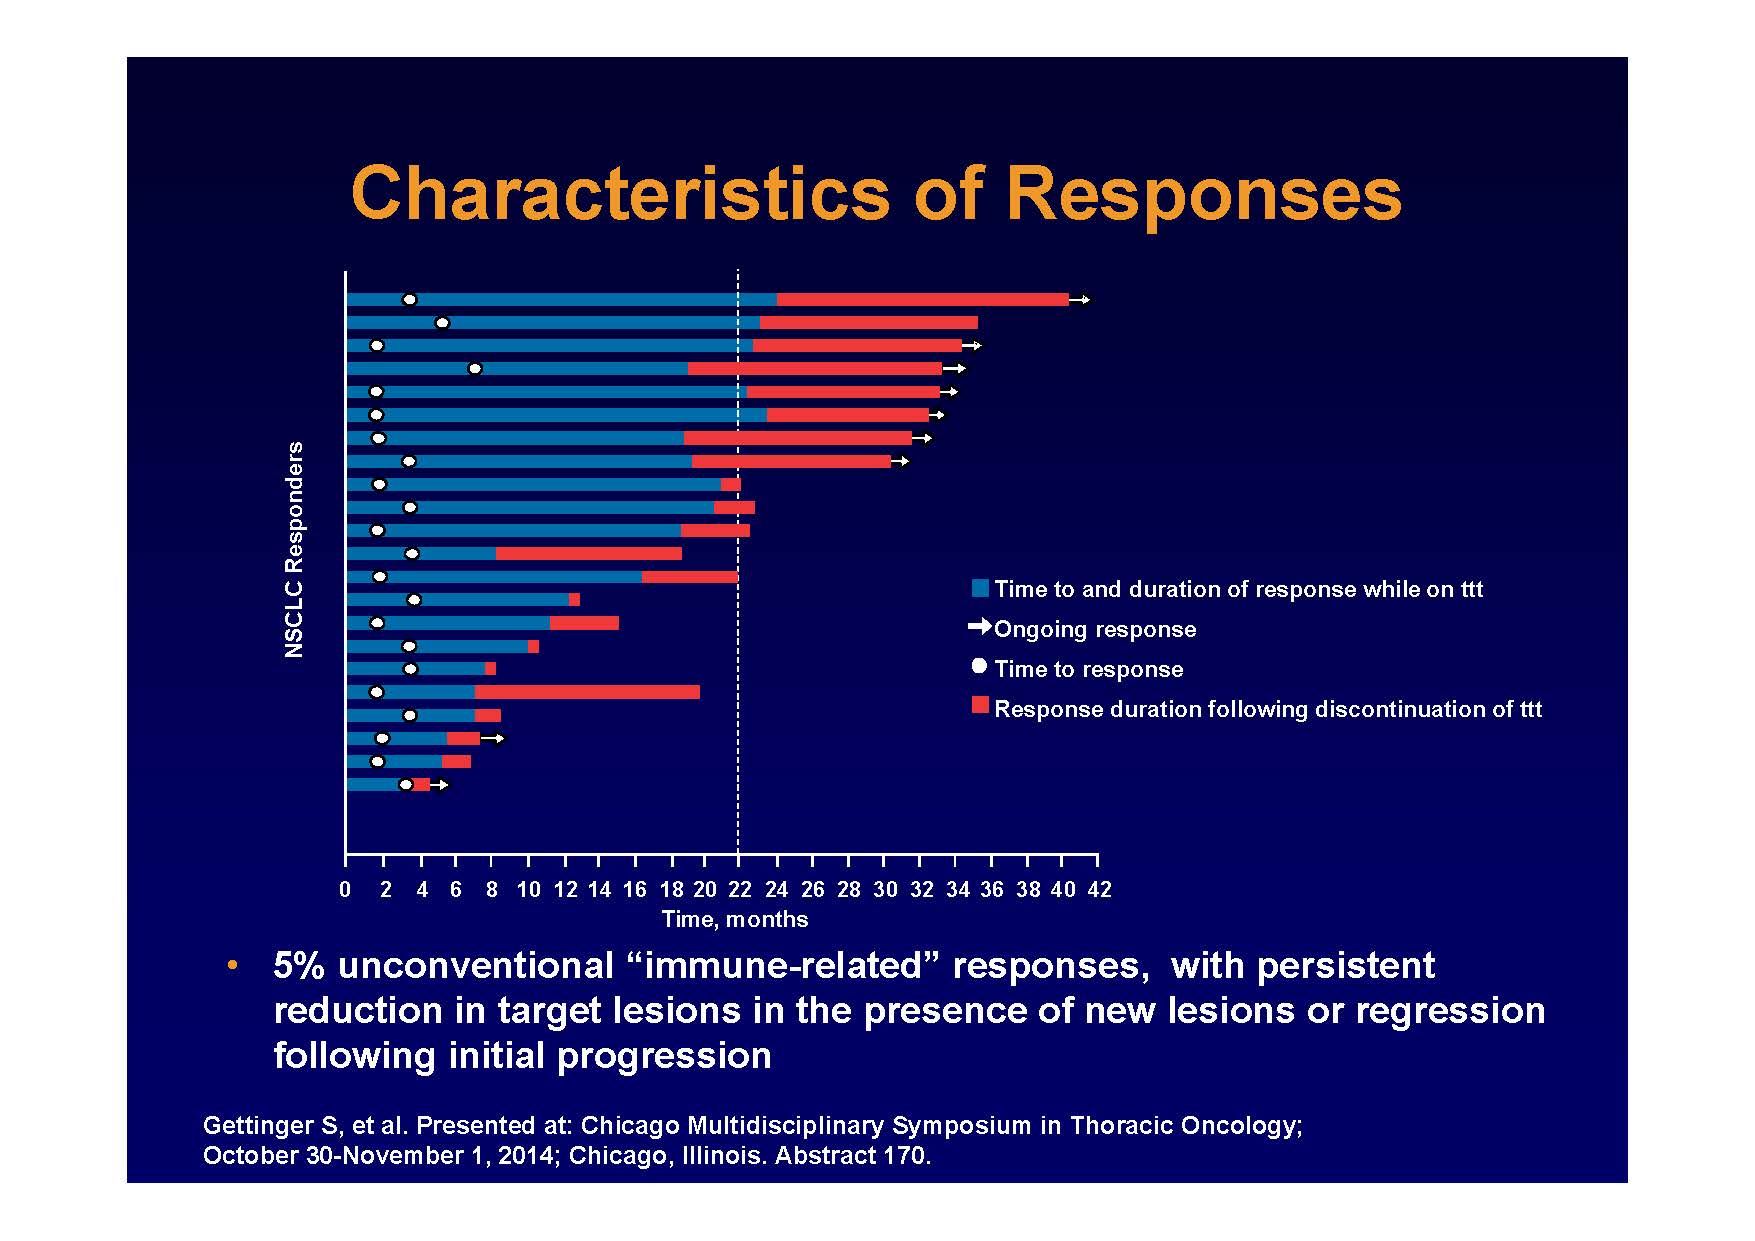 Characteristics of Responses
NSCLC Responders
Time to and duration of response while on ttt
Ongoing response
Time to response
Response duration following discontinuation of ttt
0 2 4 6 8 10 12 14 16 18 20 22 24 26 28 30 32 34 36 38 40 42
Time, months
• 5% unconventional “immune-related” responses, with persistent
reduction in target lesions in the presence of new lesions or regression
following initial progression
Gettinger S, et al. Presented at: Chicago Multidisciplinary Symposium in Thoracic Oncology;
October 30-November 1, 2014; Chicago, Illinois. Abstract 170.